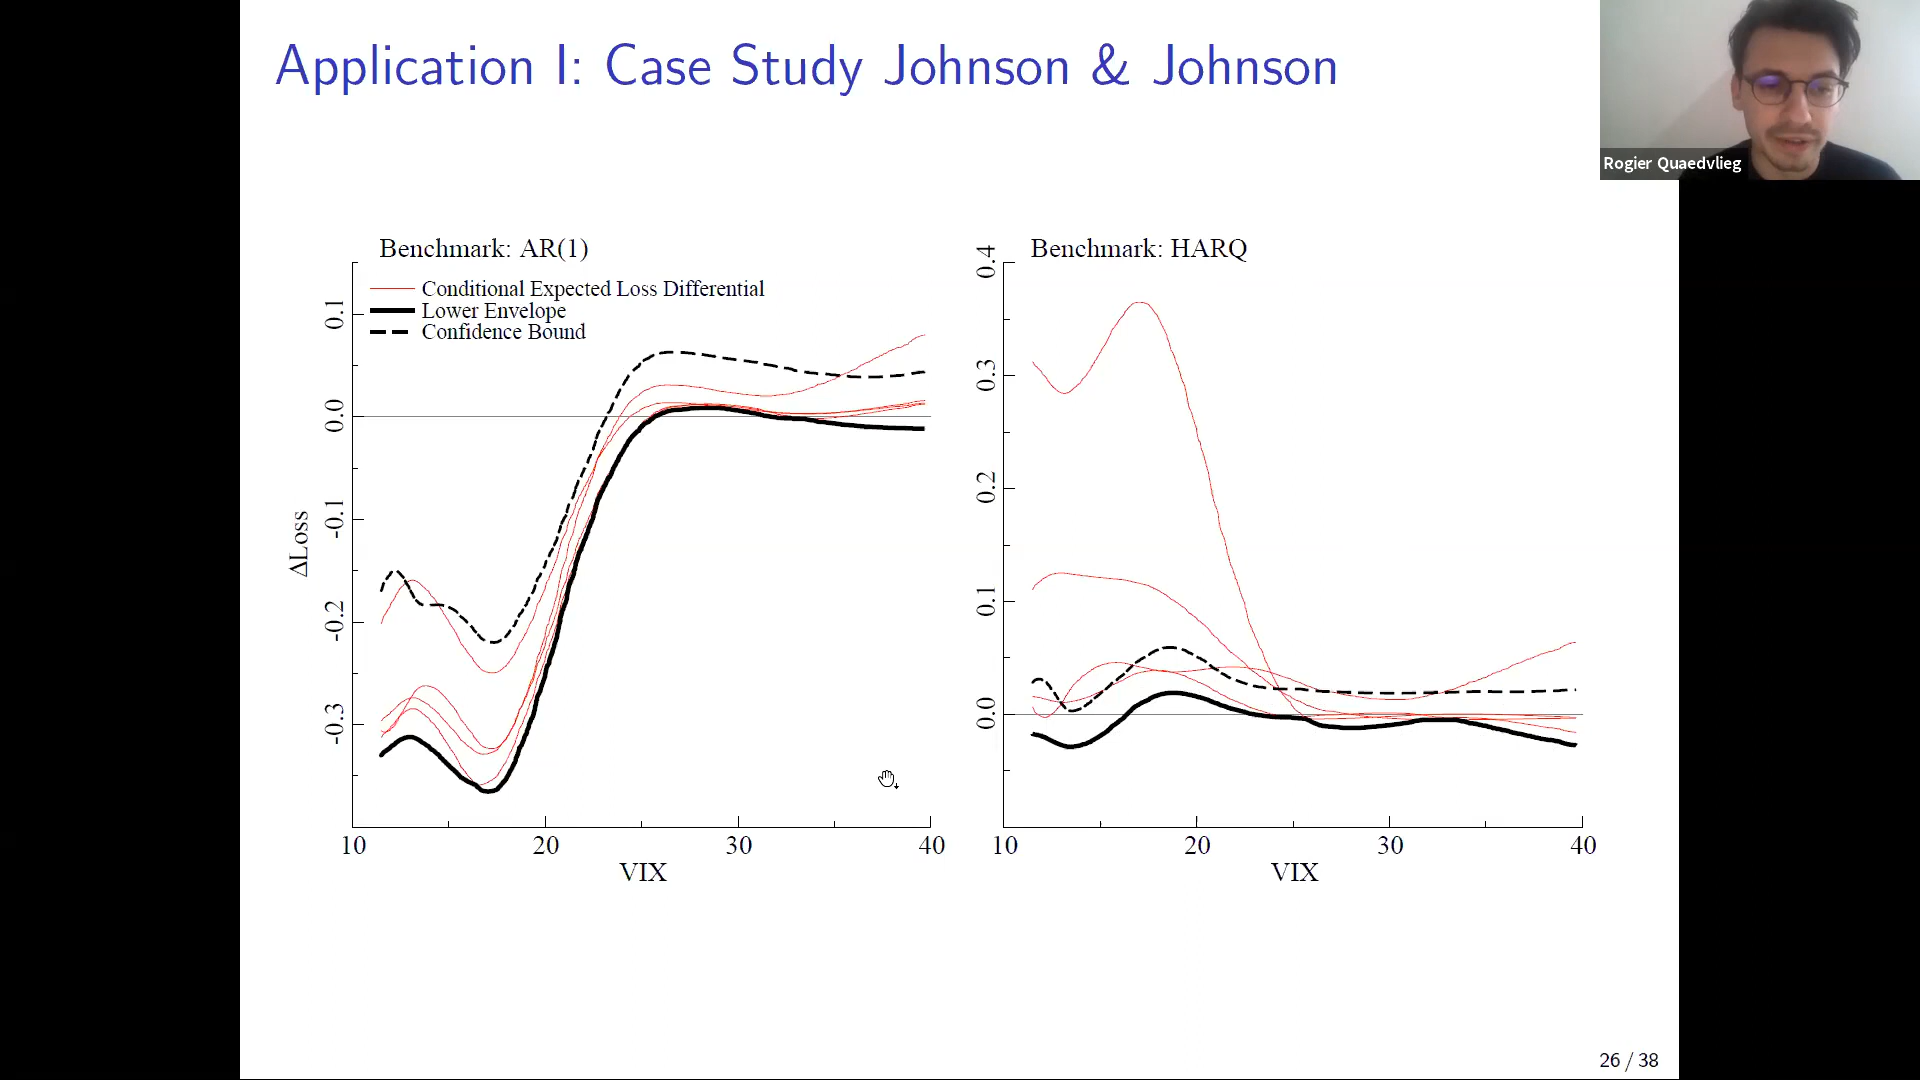 Application I: Case Study Johnson & Johnson
Rogier Quaedvlieg
Benchmark: AR(1)
Conditional Expected Loss Differential
Lower Envelope
Confidence Bound
ΔLoss
0.1
0.0
-0.1
-0.2
-0.3
10 20 30 40
VIX
Benchmark: HARQ
0.4
0.3
0.2
0.1
0.0
10 20 30 40
VIX
26 / 38